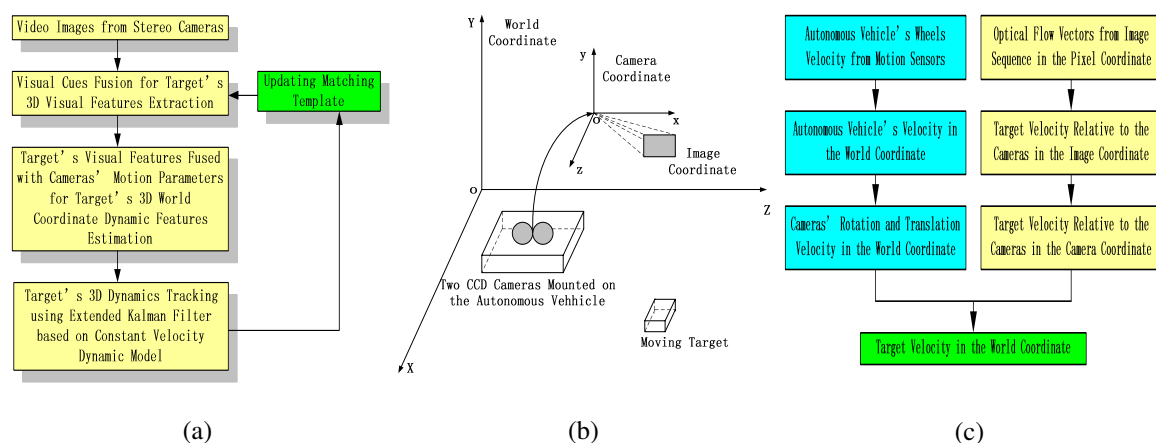 Video Images from Stereo Cameras
Visual Cues Fusion for Target's
3D Visual Features Extraction
Updating Matching
Template
Target's Visual Features Fused
with Cameras' Motion Parameters
for Target's 3D World
Coordinate Dynamic Features
Estimation
Target's 3D Dynamics Tracking
using Extended Kalman Filter
based on Constant Velocity
Dynamic Model
(a)
Y
World
Coordinate
y
Camera
Coordinate
o
x
z
Image
Coordinate
O
Z
X
Two CCD Cameras Mounted on
the Autonomous Vehhicle
Moving Target
(b)
Autonomous Vehicle's Wheels
Velocity from Motion Sensors
Optical Flow Vectors from Image
Sequence in the Pixel Coordinate
Autonomous Vehicle's Velocity in
the World Coordinate
Target Velocity Relative to the
Cameras in the Image Coordinate
Cameras' Rotation and Translation
Velocity in the World Coordinate
Target Velocity Relative to the
Cameras in the Camera Coordinate
Target Velocity in the World Coordinate
(c)